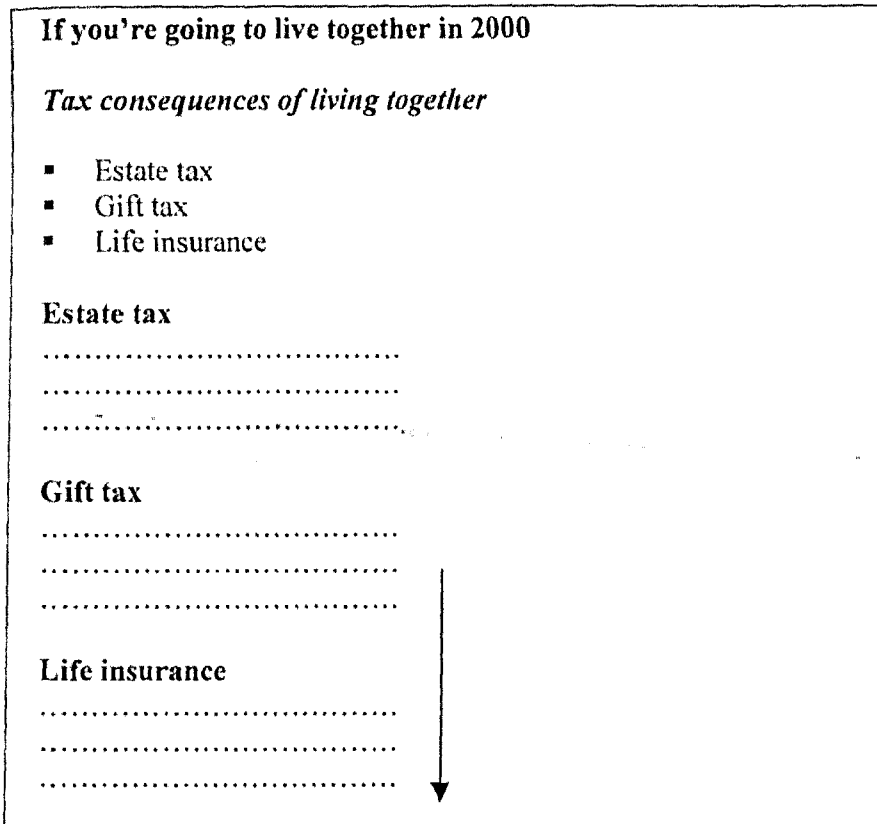 If you're going to live together in 2000
Tax consequences of living together
▪ Estate tax
▪ Gift tax
▪ Life insurance
Estate tax
..................................
..................................
..................................
Gift tax
..................................
..................................
..................................
Life insurance
..................................
..................................
..................................